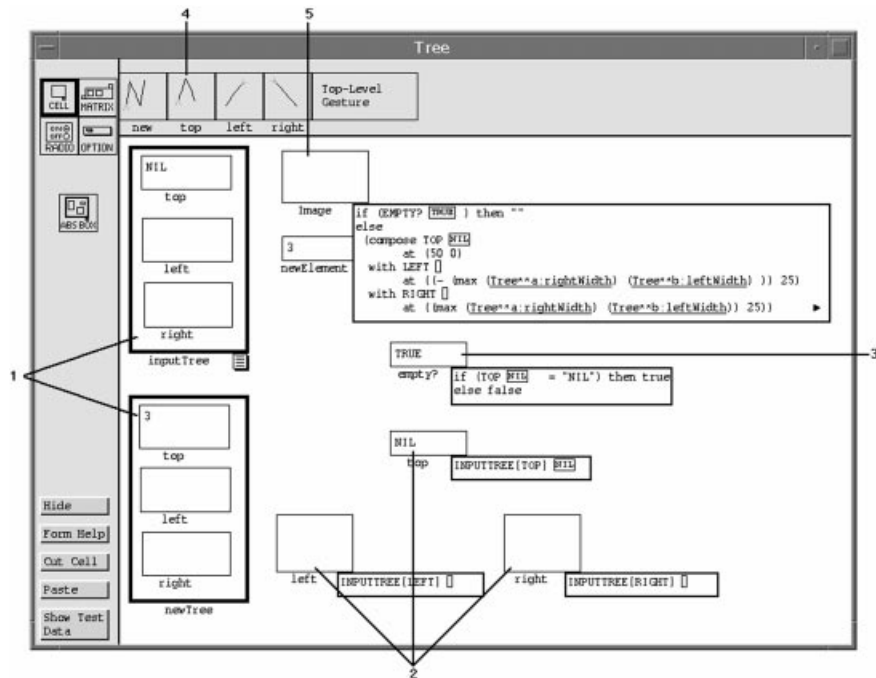 4
5
Tree
CELL
MATRIX
Top-Level
Gesture
new
top
left
right
RADIO
OPTION
ABS BOX
NIL
top
left
right
inputTree
Image
3
newElement
if (EMPTY? TRUE ) then ""
else
(compose TOP NIL
at (50 0)
with LEFT
at ((- (max (Tree**a:rightWidth) (Tree**b:leftWidth) )) 25)
with RIGHT
at ((max (Tree**a:rightWidth) (Tree**b:leftWidth)) 25))
TRUE
3
empty?
if (TOP NIL = "NIL") then true
else false
1
3
top
left
right
newTree
NIL
top
INPUTTREE[TOP] NIL
left
INPUTTREE[LEFT]
right
INPUTTREE[RIGHT]
Hide
Form Help
Cut Cell
Paste
Show Test
Data
2